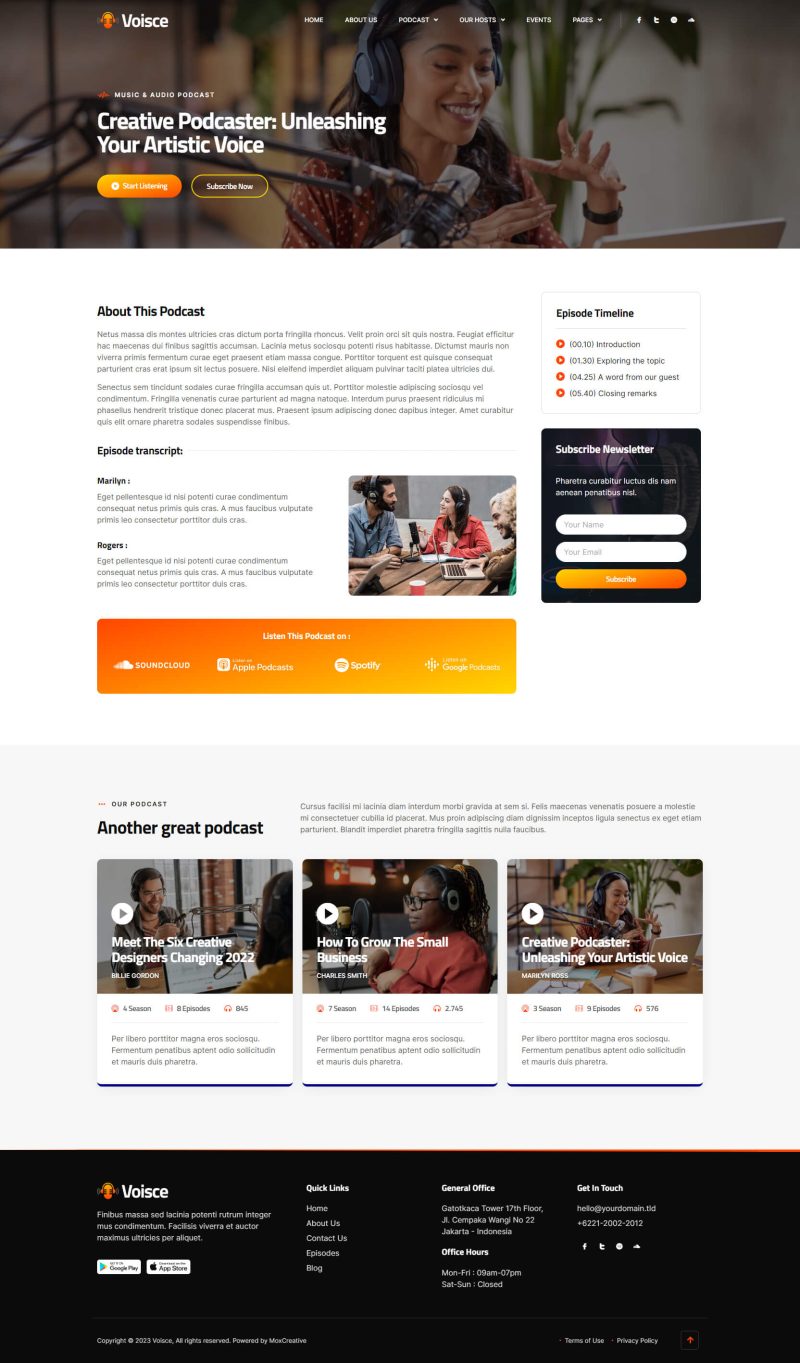 Voisce
HOME ABOUT US PODCAST OUR HOSTS EVENTS PAGES
MUSIC & AUDIO PODCAST
Creative Podcaster: Unleashing
Your Artistic Voice
Start Listening Subscribe Now
About This Podcast
Netus massa dis montes ultricies cras dictum porta fringilla rhoncus. Velit proin orci sit quis nostra. Feugiat efficitur
hac maecenas dui finibus sagittis accumsan. Lacinia metus sociosqu potenti risus habitasse. Dictumst mauris non
viverra primis fermentum curae eget praesent etiam massa congue. Porttitor torquent est quisque consequat
parturient cras erat ipsum sit lectus posuere. Nisi eleifend imperdiet aliquam pulvinar taciti platea ultricies dui.
Senectus sem tincidunt sodales curae fringilla accumsan quis ut. Porttitor molestie adipiscing sociosqu vel
condimentum. Fringilla venenatis curae parturient ad magna natoque. Interdum purus praesent ridiculus mi
phasellus hendrerit tristique donec placerat mus. Praesent ipsum adipiscing donec dapibus integer. Amet curabitur
quis elit ornare pharetra sodales suspendisse finibus.
Episode transcript:
Marilyn :
Eget pellentesque id nisi potenti curae condimentum
consequat netus primis quis cras. A mus faucibus vulputate
primis leo consectetur porttitor duis cras.
Rogers :
Eget pellentesque id nisi potenti curae condimentum
consequat netus primis quis cras. A mus faucibus vulputate
primis leo consectetur porttitor duis cras.
Listen This Podcast on :
SOUNDCLOUD
Listen on
Apple Podcasts
Spotify
Listen on
Google Podcasts
Episode Timeline
(00.10) Introduction
(01.30) Exploring the topic
(04.25) A word from our guest
(05.40) Closing remarks
Subscribe Newsletter
Pharetra curabitur luctus dis nam
aenean penatibus nisl.
Your Name
Your Email
Subscribe
OUR PODCAST
Another great podcast
Cursus facilisi mi lacinia diam interdum morbi gravida at sem si. Felis maecenas venenatis posuere a molestie
mi consectetuer cubilia id placerat. Mus proin adipiscing diam dignissim inceptos ligula senectus ex eget etiam
parturient. Blandit imperdiet pharetra fringilla sagittis nulla faucibus.
Meet The Six Creative
Designers Changing 2022
BILLIE GORDON
4 Season 8 Episodes 845
Per libero porttitor magna eros sociosqu.
Fermentum penatibus aptent odio sollicitudin
et mauris duis pharetra.
How To Grow The Small
Business
CHARLES SMITH
7 Season 14 Episodes 2.745
Per libero porttitor magna eros sociosqu.
Fermentum penatibus aptent odio sollicitudin
et mauris duis pharetra.
Creative Podcaster:
Unleashing Your Artistic Voice
MARILYN ROSS
3 Season 9 Episodes 576
Per libero porttitor magna eros sociosqu.
Fermentum penatibus aptent odio sollicitudin
et mauris duis pharetra.
Voisce
Finibus massa sed lacinia potenti rutrum integer
mus condimentum. Facilisis viverra et auctor
maximus ultricies per aliquet.
GET IT ON
Google Play
Download on the
App Store
Quick Links
Home
About Us
Contact Us
Episodes
Blog
General Office
Gatotkaca Tower 17th Floor,
Jl. Cempaka Wangi No 22
Jakarta - Indonesia
Office Hours
Mon-Fri : 09am-07pm
Sat-Sun : Closed
Get In Touch
hello@yourdomain.tld
+6221-2002-2012
Copyright © 2023 Voisce, All rights reserved. Powered by MoxCreative
Terms of Use Privacy Policy